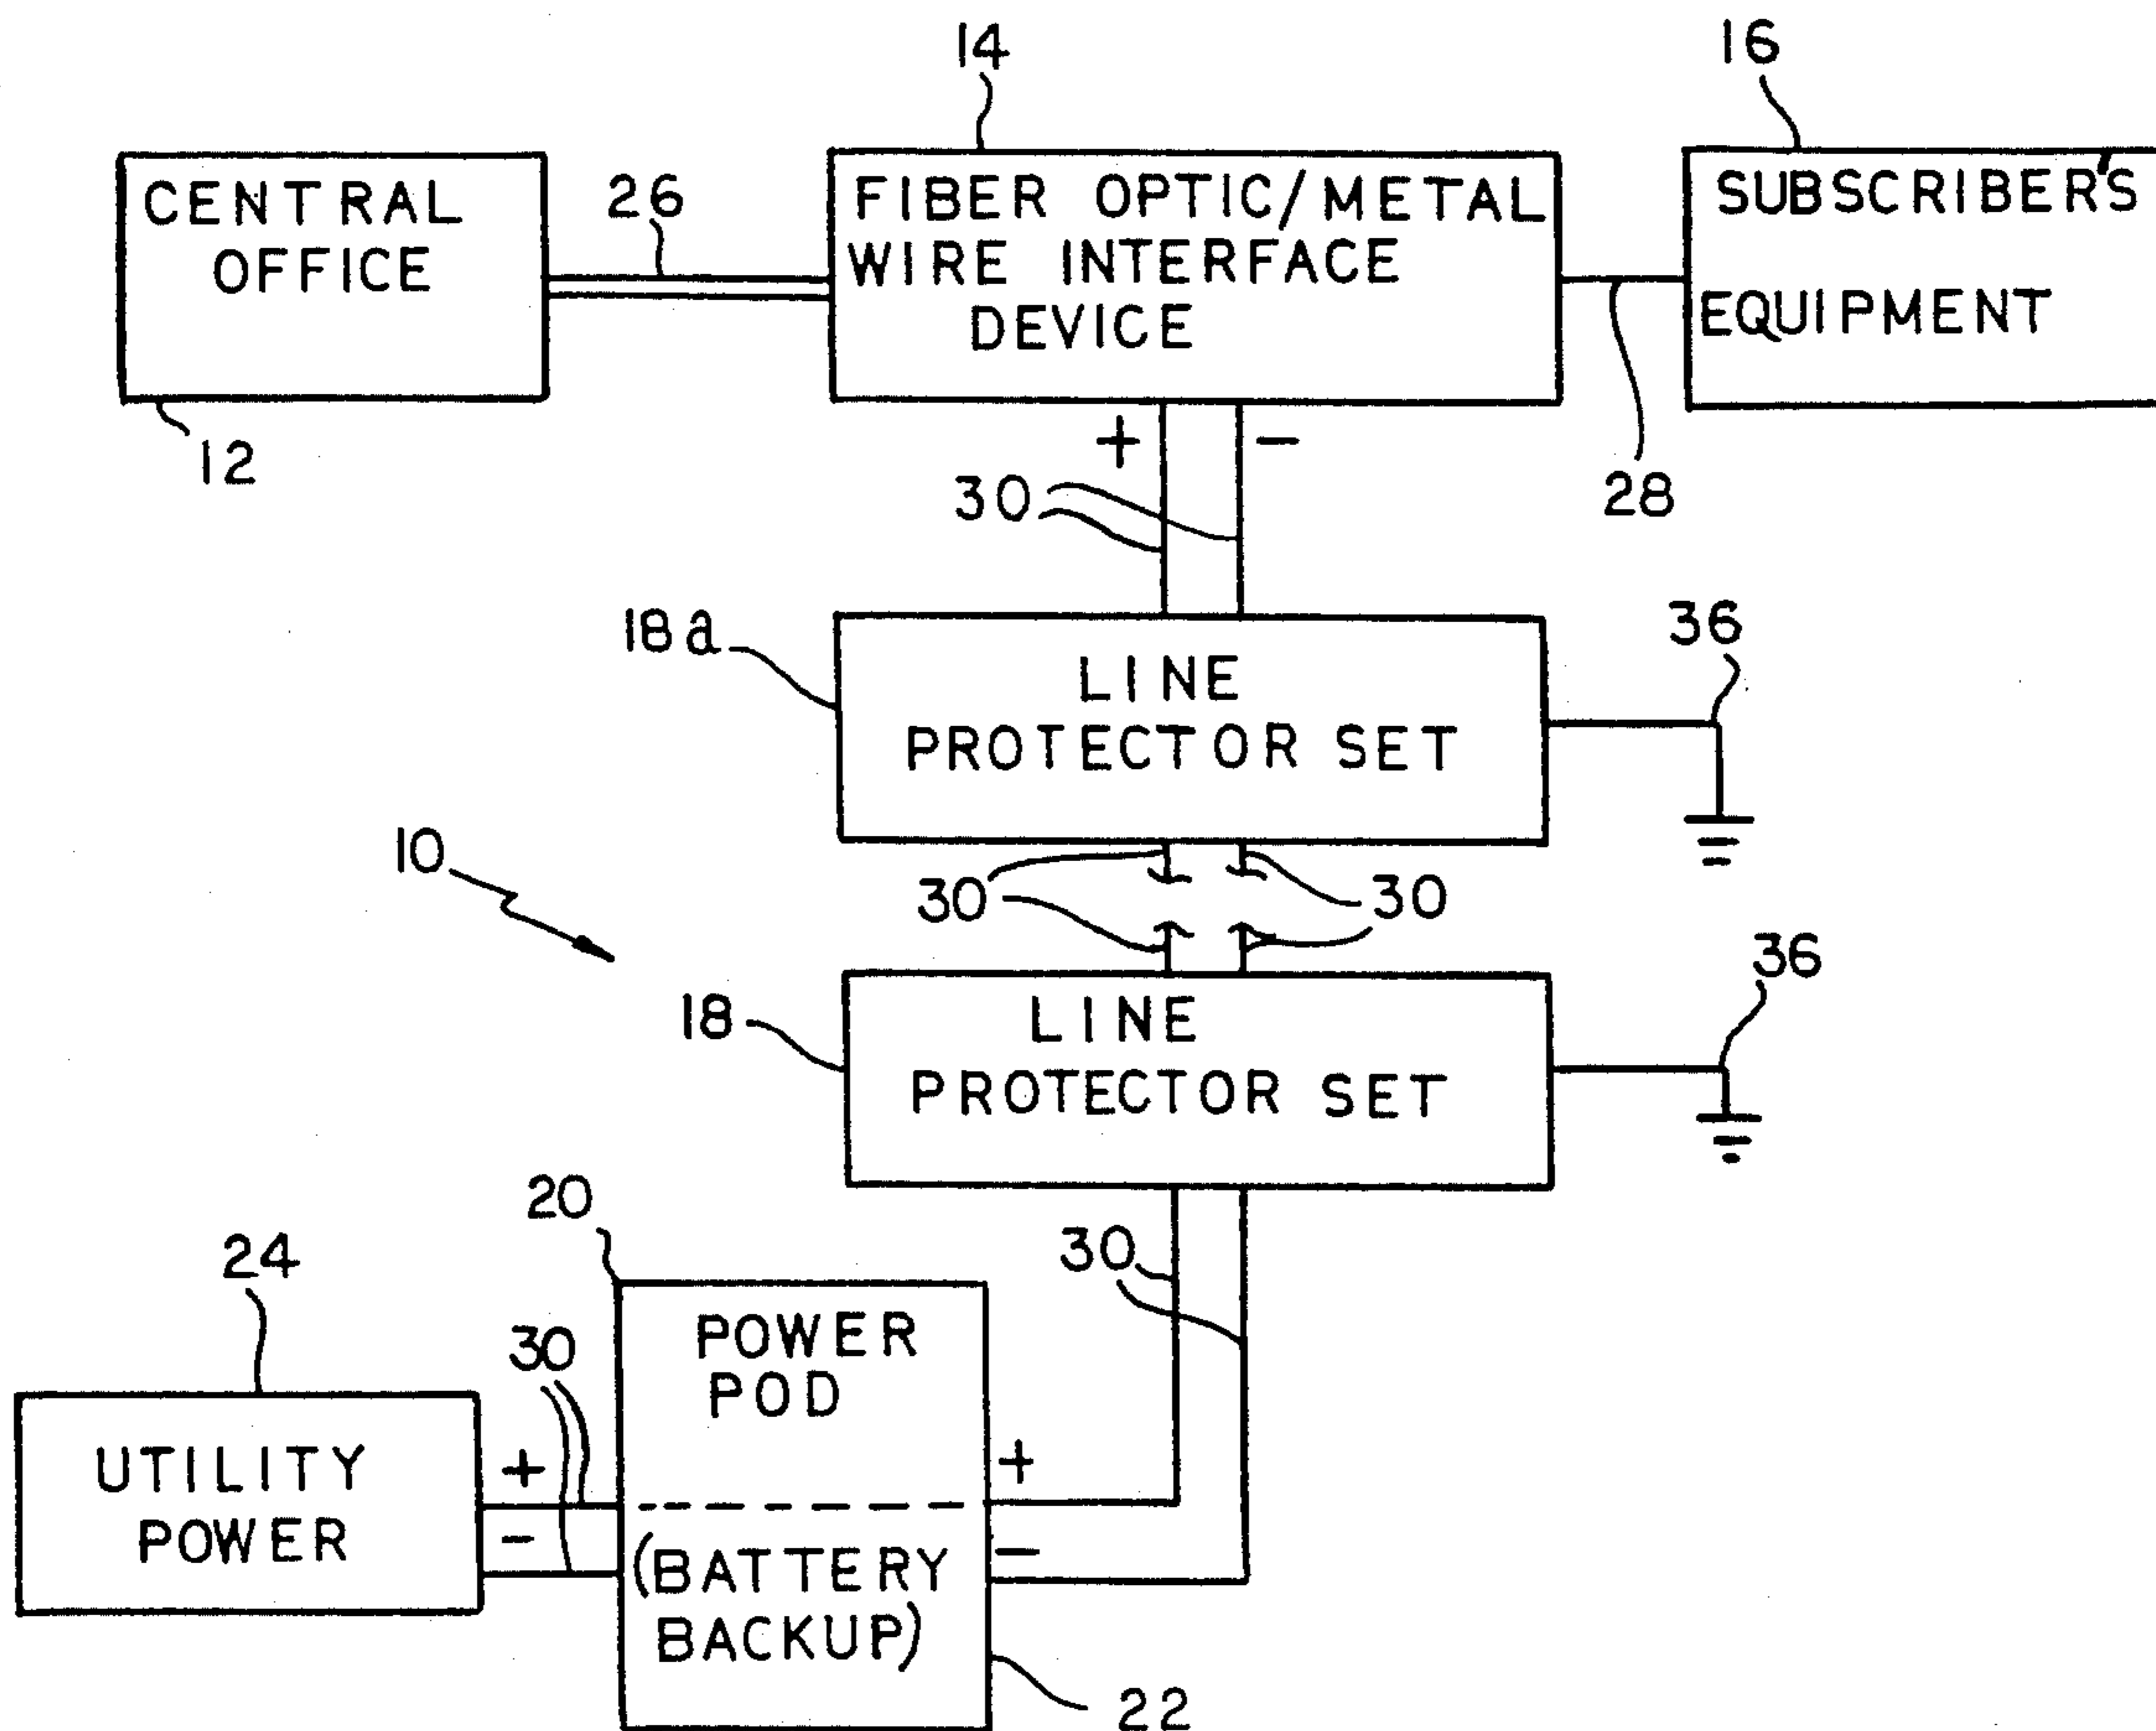 14
16
CENTRAL
OFFICE
26
FIBER OPTIC/METAL
WIRE INTERFACE
DEVICE
SUBSCRIBER'S
EQUIPMENT
12
+ -
30
28
18a
LINE
PROTECTOR SET
36
10
30
30
36
18
LINE
PROTECTOR SET
20
24
30
30
POWER
POD
UTILITY
POWER
+
-
+
-
(BATTERY
BACKUP)
22